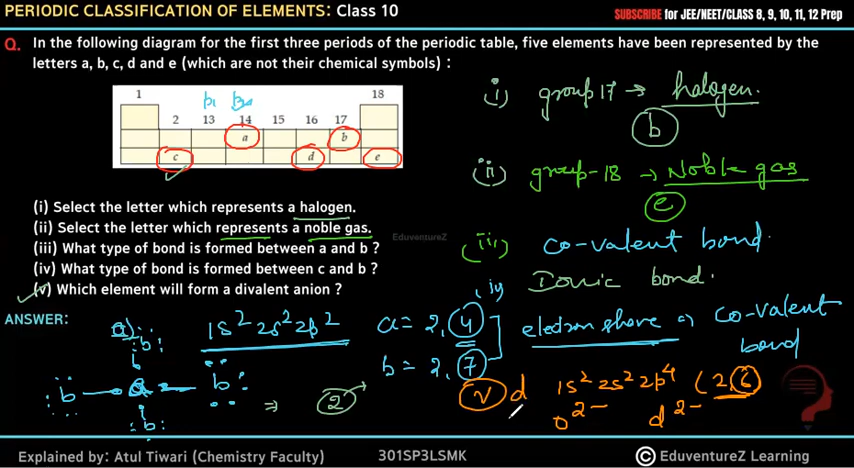 PERIODIC CLASSIFICATION OF ELEMENTS: Class 10
SUBSCRIBE for JEE/NEET/CLASS 8, 9, 10, 11, 12 Prep
Q. In the following diagram for the first three periods of the periodic table, five elements have been represented by the
letters a, b, c, d and e (which are not their chemical symbols) :
1 18
2 13 14 15 16 17
a b
c d e
(i) Select the letter which represents a halogen.
(ii) Select the letter which represents a noble gas.
(iii) What type of bond is formed between a and b ?
(iv) What type of bond is formed between c and b ?
(v) Which element will form a divalent anion ?
EduventureZ
i) group 17 → halogen.
b
ii) group-18 → Noble gas
e
(iii) Co-valent bond.
iv)
Ionic bond.
ANSWER:
a) 1s² 2s² 2p²
a = 2, 4
b = 2, 7
electron share Co-valent
bond
b
b — a — b
b
⇒ 2
v d 1s² 2s² 2p⁴ (2,6)
O²⁻ d²⁻
Explained by: Atul Tiwari (Chemistry Faculty)
301SP3LSMK
© EduventureZ Learning